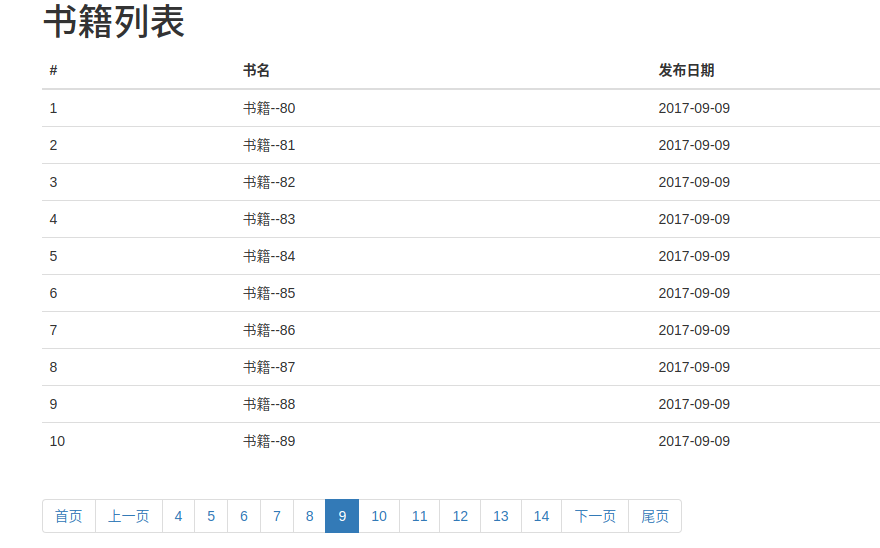 书籍列表
# 书名 发布日期
1 书籍--80 2017-09-09
2 书籍--81 2017-09-09
3 书籍--82 2017-09-09
4 书籍--83 2017-09-09
5 书籍--84 2017-09-09
6 书籍--85 2017-09-09
7 书籍--86 2017-09-09
8 书籍--87 2017-09-09
9 书籍--88 2017-09-09
10 书籍--89 2017-09-09
首页 上一页 4 5 6 7 8 9 10 11 12 13 14 下一页 尾页